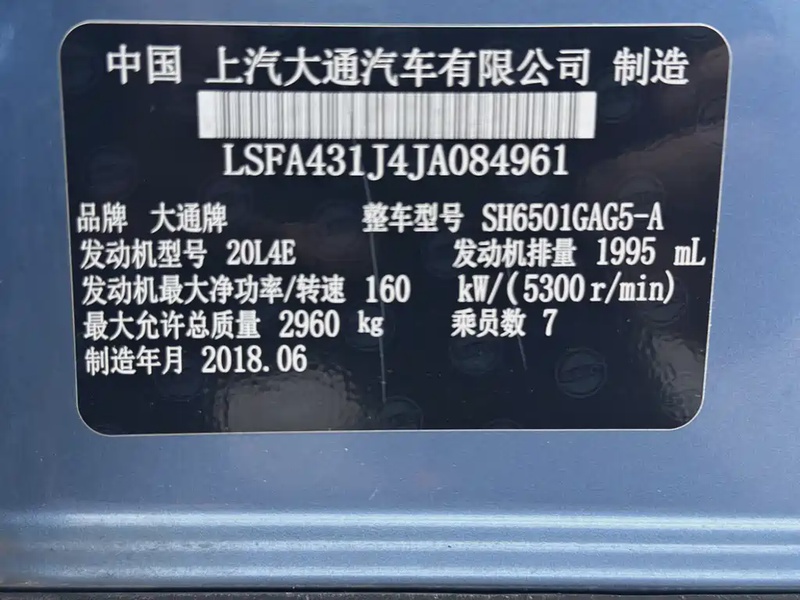 中国 上汽大通汽车有限公司 制造
LSFA431J4JA084961
品牌 大通牌 整车型号 SH6501GAG5-A
发动机型号 20L4E 发动机排量 1995 mL
发动机最大净功率/转速 160 kW/(5300 r/min)
最大允许总质量 2960 kg 乘员数 7
制造年月 2018.06